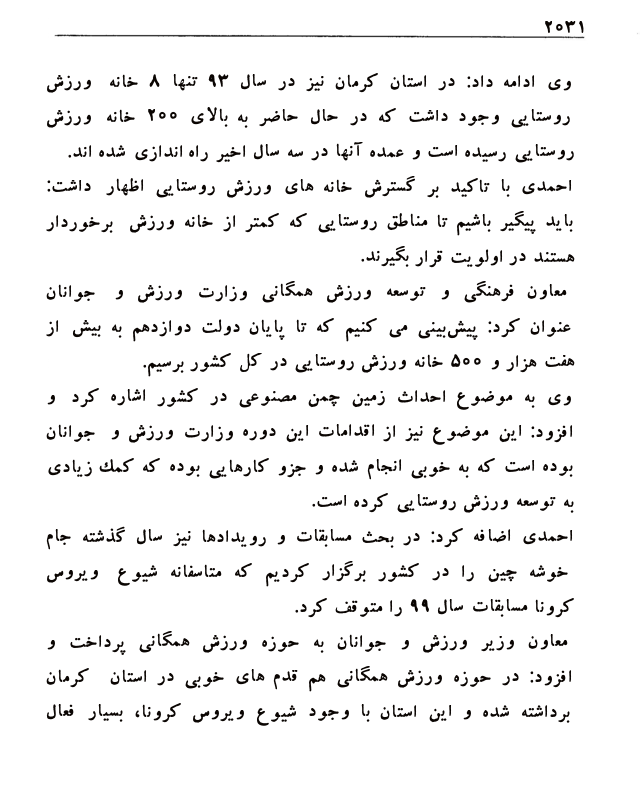 ۲۰۳۱
وی ادامه داد: در استان کرمان نیز در سال ۹۳ تنها ۸ خانه ورزش
روستایی وجود داشت که در حال حاضر به بالای ۲۰۰ خانه ورزش
روستایی رسیده است و عمده آنها در سه سال اخیر راه اندازی شده اند.
احمدی با تاکید بر گسترش خانه های ورزش روستایی اظهار داشت:
باید پیگیر باشیم تا مناطق روستایی که کمتر از خانه ورزش برخوردار
هستند در اولویت قرار بگیرند.
معاون فرهنگی و توسعه ورزش همگانی وزارت ورزش و جوانان
عنوان کرد: پیش‌بینی می کنیم که تا پایان دولت دوازدهم به بیش از
هفت هزار و ۵۰۰ خانه ورزش روستایی در کل کشور برسیم.
وی به موضوع احداث زمین چمن مصنوعی در کشور اشاره کرد و
افزود: این موضوع نیز از اقدامات این دوره وزارت ورزش و جوانان
بوده است که به خوبی انجام شده و جزو کارهایی بوده که کمك زیادی
به توسعه ورزش روستایی کرده است.
احمدی اضافه کرد: در بحث مسابقات و رویدادها نیز سال گذشته جام
خوشه چین را در کشور برگزار کردیم که متاسفانه شیوع ویروس
کرونا مسابقات سال ۹۹ را متوقف کرد.
معاون وزیر ورزش و جوانان به حوزه ورزش همگانی پرداخت و
افزود: در حوزه ورزش همگانی هم قدم های خوبی در استان کرمان
برداشته شده و این استان با وجود شیوع ویروس کرونا، بسیار فعال